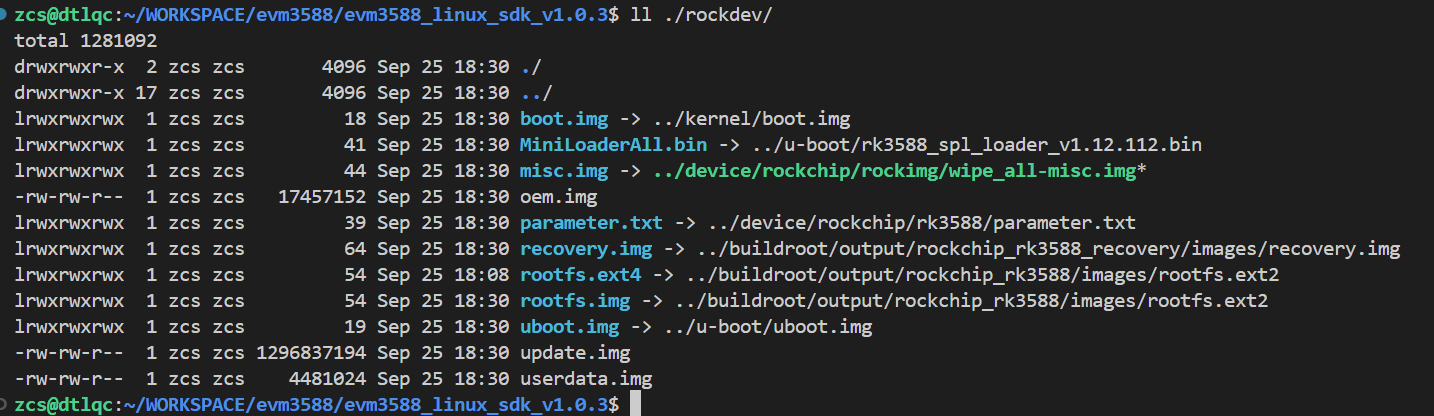 zcs@dtlqc:~/WORKSPACE/evm3588/evm3588_linux_sdk_v1.0.3$ ll ./rockdev/
total 1281092
drwxrwxr-x  2 zcs zcs       4096 Sep 25 18:30 ./
drwxrwxr-x 17 zcs zcs       4096 Sep 25 18:30 ../
lrwxrwxrwx  1 zcs zcs         18 Sep 25 18:30 boot.img -> ../kernel/boot.img
lrwxrwxrwx  1 zcs zcs         41 Sep 25 18:30 MiniLoaderAll.bin -> ../u-boot/rk3588_spl_loader_v1.12.112.bin
lrwxrwxrwx  1 zcs zcs         44 Sep 25 18:30 misc.img -> ../device/rockchip/rockimg/wipe_all-misc.img*
-rw-rw-r--  1 zcs zcs   17457152 Sep 25 18:30 oem.img
lrwxrwxrwx  1 zcs zcs         39 Sep 25 18:30 parameter.txt -> ../device/rockchip/rk3588/parameter.txt
lrwxrwxrwx  1 zcs zcs         64 Sep 25 18:30 recovery.img -> ../buildroot/output/rockchip_rk3588_recovery/images/recovery.img
lrwxrwxrwx  1 zcs zcs         54 Sep 25 18:08 rootfs.ext4 -> ../buildroot/output/rockchip_rk3588/images/rootfs.ext2
lrwxrwxrwx  1 zcs zcs         54 Sep 25 18:30 rootfs.img -> ../buildroot/output/rockchip_rk3588/images/rootfs.ext2
lrwxrwxrwx  1 zcs zcs         19 Sep 25 18:30 uboot.img -> ../u-boot/uboot.img
-rw-rw-r--  1 zcs zcs 1296837194 Sep 25 18:30 update.img
-rw-rw-r--  1 zcs zcs    4481024 Sep 25 18:30 userdata.img
zcs@dtlqc:~/WORKSPACE/evm3588/evm3588_linux_sdk_v1.0.3$